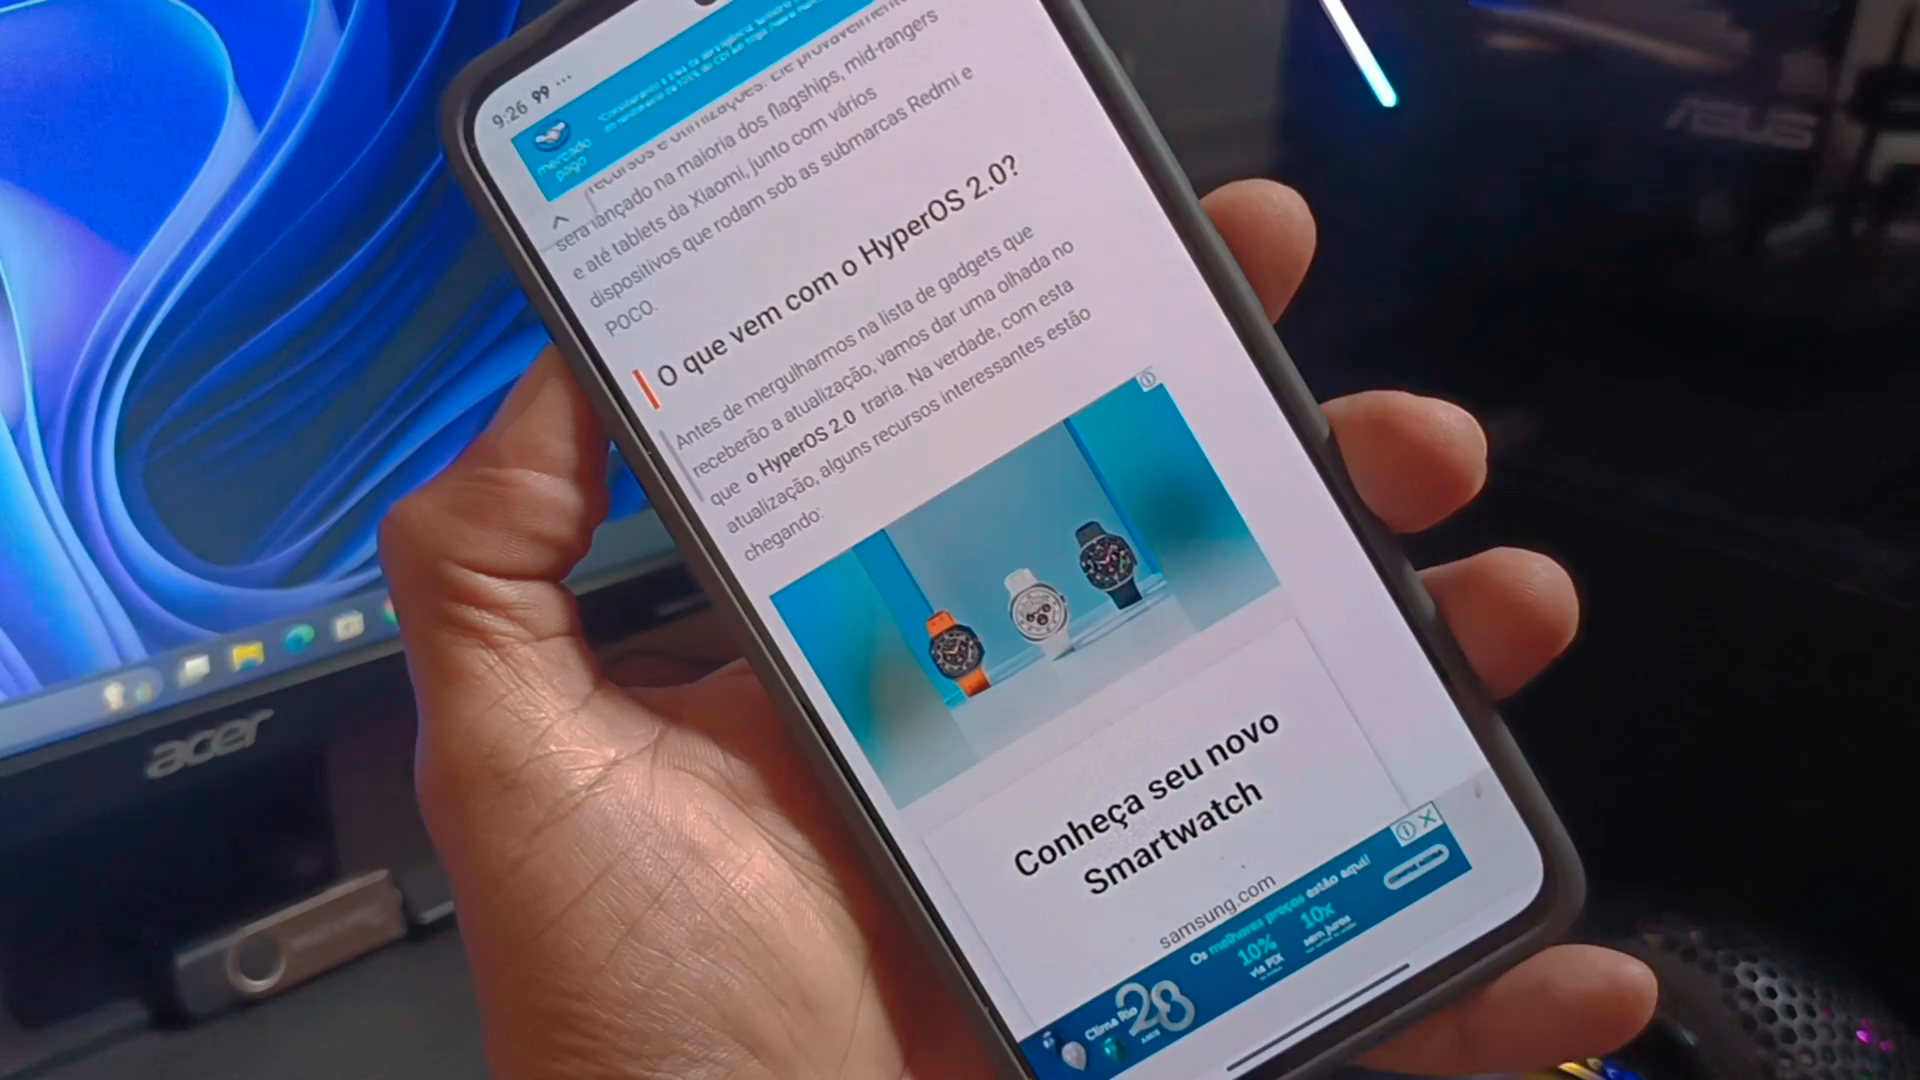 9:26 99 ...
mercado
pago
recursos e otimizações. Ele provavelmente
será lançado na maioria dos flagships, mid-rangers
e até tablets da Xiaomi, junto com vários
dispositivos que rodam sob as submarcas Redmi e
POCO.
O que vem com o HyperOS 2.0?
Antes de mergulharmos na lista de gadgets que
receberão a atualização, vamos dar uma olhada no
que o HyperOS 2.0 traria. Na verdade, com esta
atualização, alguns recursos interessantes estão
chegando:
Conheça seu novo
Smartwatch
samsung.com
Os melhores preços estão aqui!
10% 10x
via PIX sem juros
Clima Rio
28
ANOS
acer
ASUS